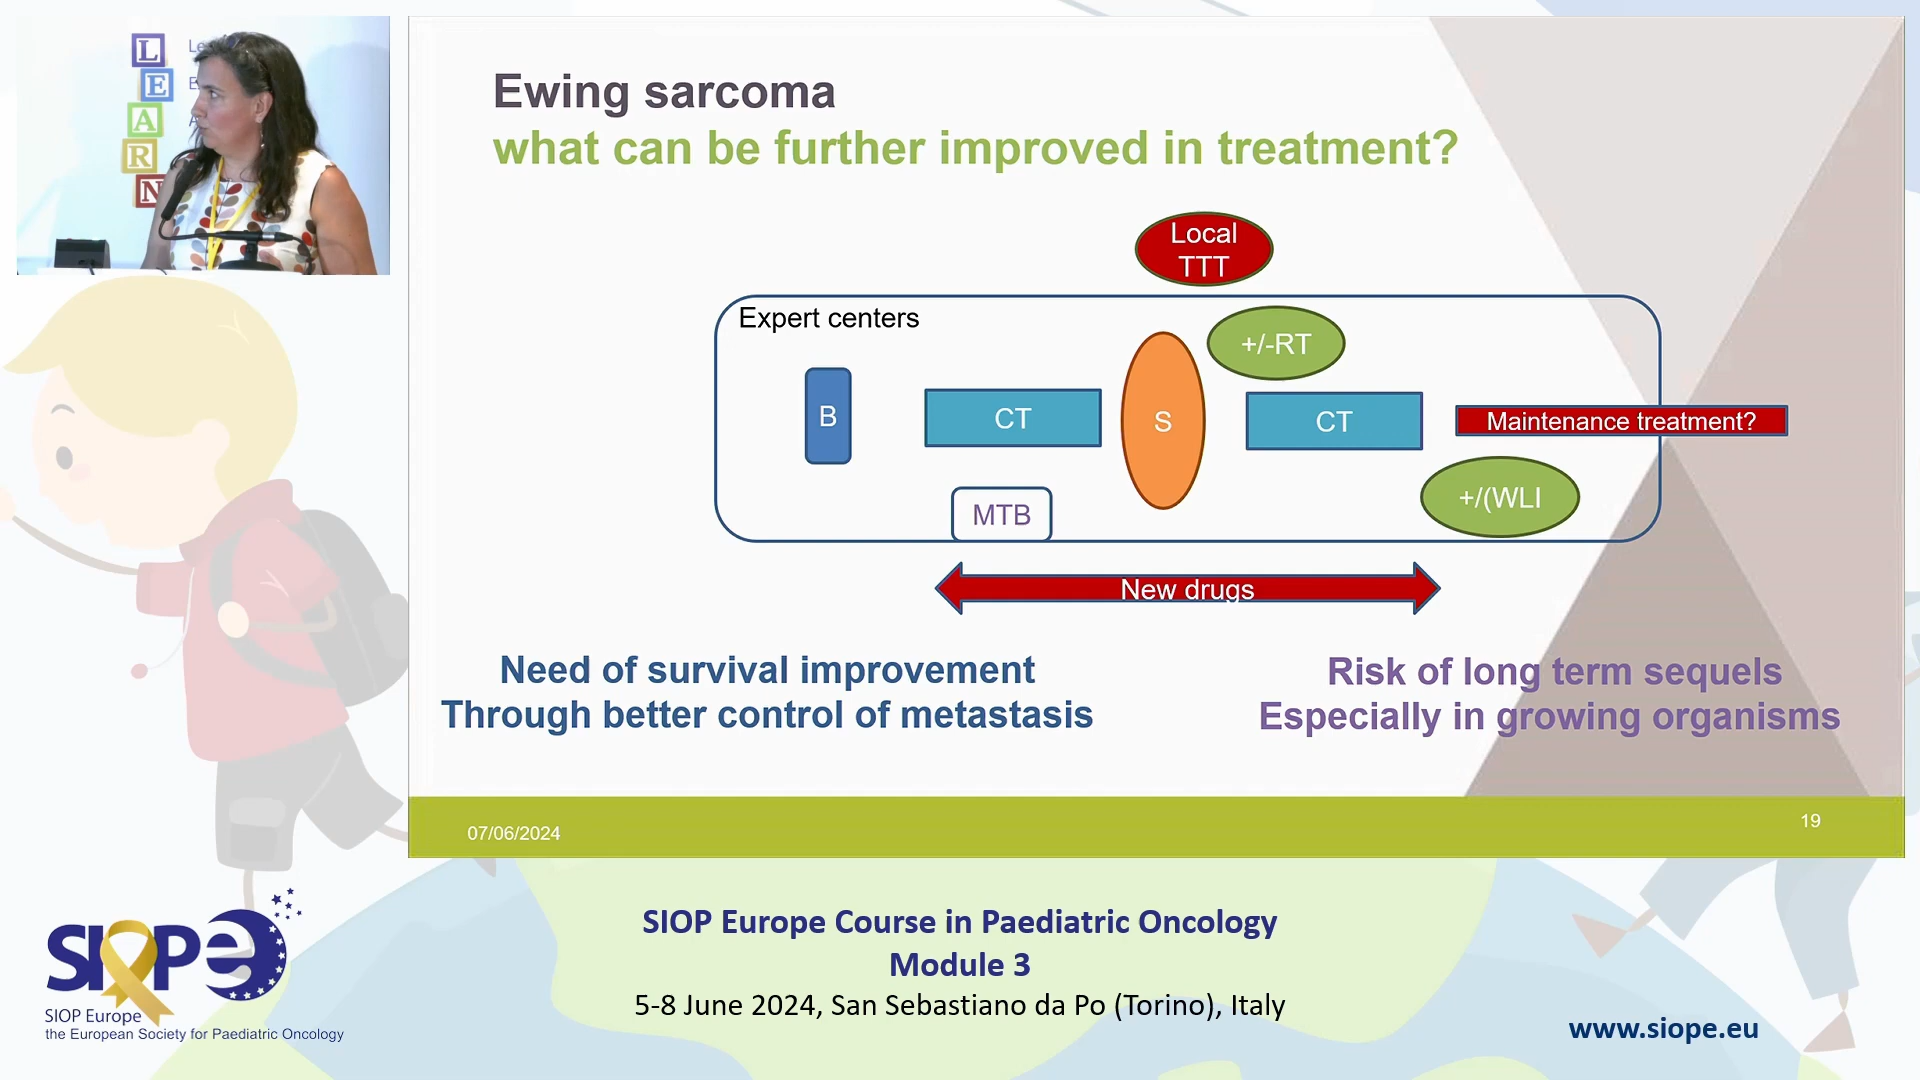 L
E
A
R
N
Le
E
Ewing sarcoma
what can be further improved in treatment?
Local
TTT
Expert centers
+/-RT
B
CT
S
CT
Maintenance treatment?
+/(WLI
MTB
New drugs
Need of survival improvement
Through better control of metastasis
Risk of long term sequels
Especially in growing organisms
07/06/2024
19
SIOPe
SIOP Europe
the European Society for Paediatric Oncology
SIOP Europe Course in Paediatric Oncology
Module 3
5-8 June 2024, San Sebastiano da Po (Torino), Italy
www.siope.eu